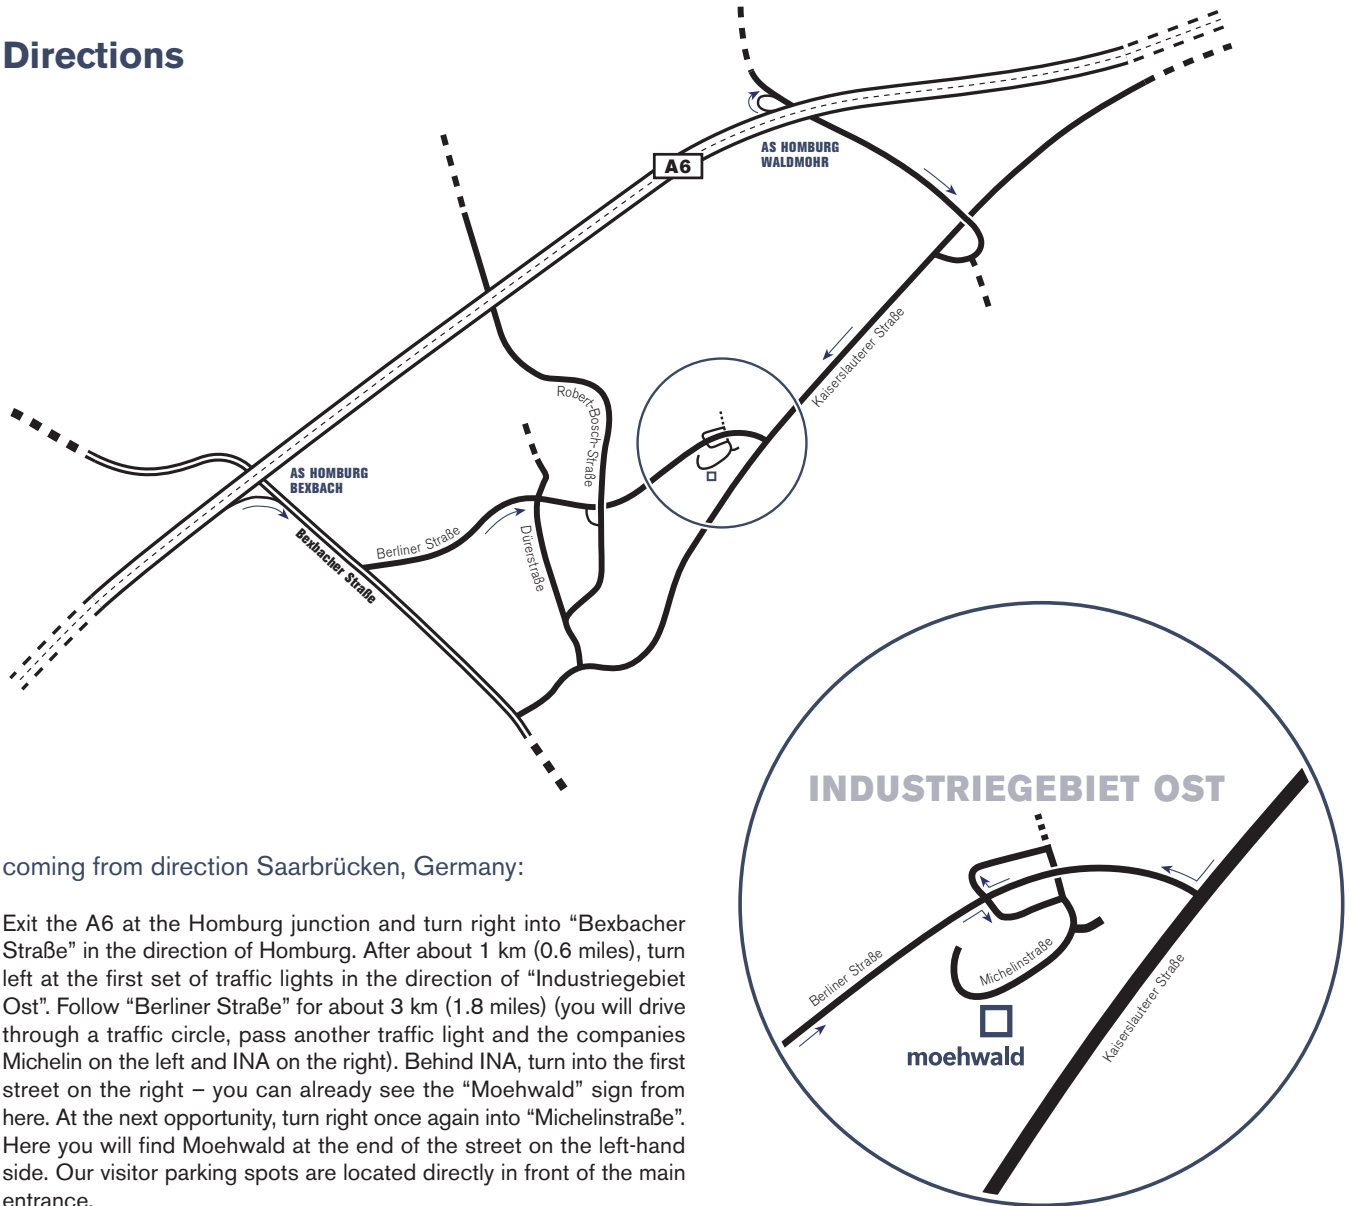 Directions
A6
AS HOMBURG
WALDMOHR
Kaiserslauterer Straße
Robert-Bosch-Straße
AS HOMBURG
BEXBACH
Bexbacher Straße
Berliner Straße
Dürerstraße
INDUSTRIEGEBIET OST
Berliner Straße
Michelinstraße
moehwald
Kaiserslauterer Straße
coming from direction Saarbrücken, Germany:
Exit the A6 at the Homburg junction and turn right into “Bexbacher
Straße” in the direction of Homburg. After about 1 km (0.6 miles), turn
left at the first set of traffic lights in the direction of “Industriegebiet
Ost”. Follow “Berliner Straße” for about 3 km (1.8 miles) (you will drive
through a traffic circle, pass another traffic light and the companies
Michelin on the left and INA on the right). Behind INA, turn into the first
street on the right – you can already see the “Moehwald” sign from
here. At the next opportunity, turn right once again into “Michelinstraße”.
Here you will find Moehwald at the end of the street on the left-hand
side. Our visitor parking spots are located directly in front of the main
entrance.